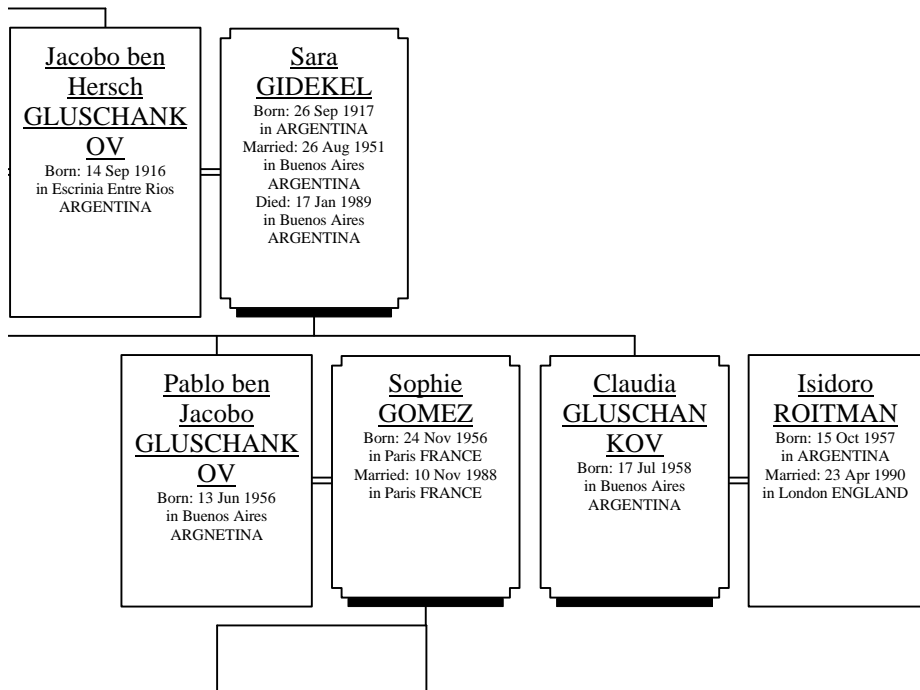 Jacobo ben
Hersch
GLUSCHANK
OV
Born: 14 Sep 1916
in Escrinia Entre Rios
ARGENTINA
Sara
GIDEKEL
Born: 26 Sep 1917
in ARGENTINA
Married: 26 Aug 1951
in Buenos Aires
ARGENTINA
Died: 17 Jan 1989
in Buenos Aires
ARGENTINA
Pablo ben
Jacobo
GLUSCHANK
OV
Born: 13 Jun 1956
in Buenos Aires
ARGNETINA
Sophie
GOMEZ
Born: 24 Nov 1956
in Paris FRANCE
Married: 10 Nov 1988
in Paris FRANCE
Claudia
GLUSCHAN
KOV
Born: 17 Jul 1958
in Buenos Aires
ARGENTINA
Isidoro
ROITMAN
Born: 15 Oct 1957
in ARGENTINA
Married: 23 Apr 1990
in London ENGLAND